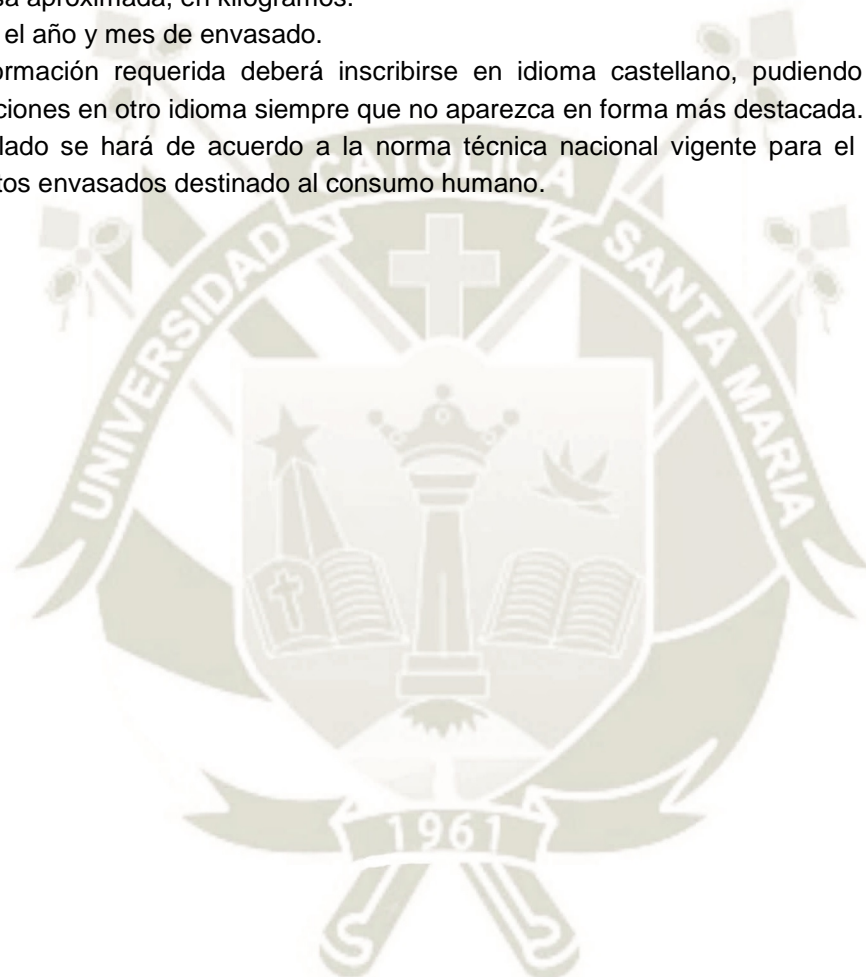 sa aproximada, en kilogramos.
el año y mes de envasado.
ormación requerida deberá inscribirse en idioma castellano, pudiendo
ciones en otro idioma siempre que no aparezca en forma más destacada.
lado se hará de acuerdo a la norma técnica nacional vigente para el
tos envasados destinado al consumo humano.
UNIVERSIDAD CATOLICA SANTA MARIA
1961